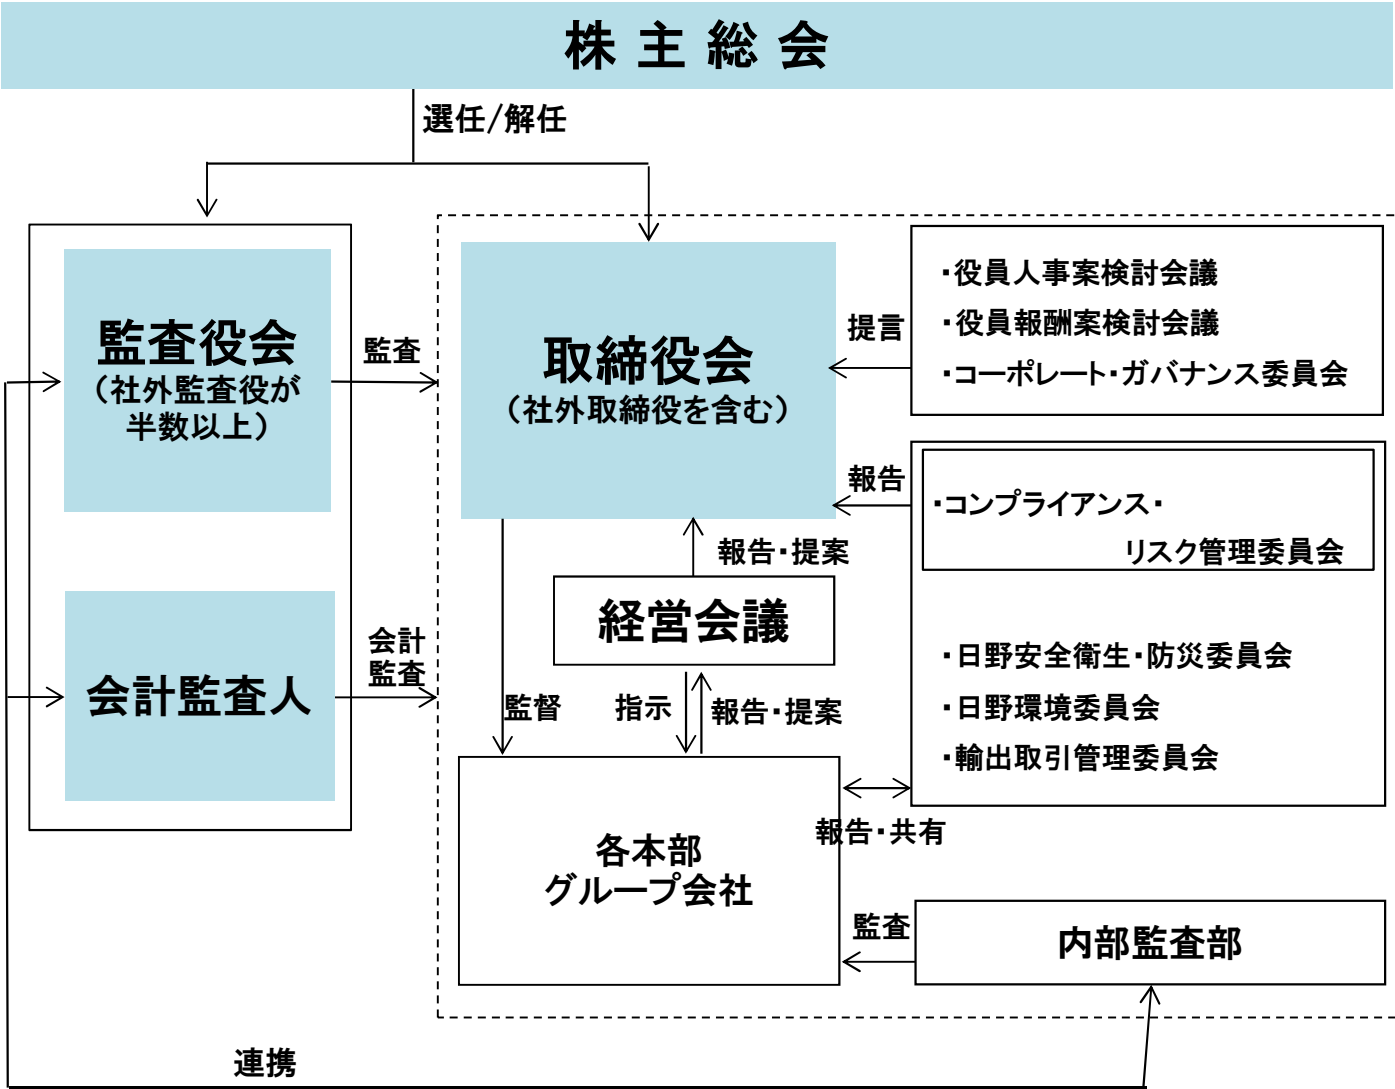 株主総会
選任/解任
監査役会
（社外監査役が
半数以上）
監査
取締役会
（社外取締役を含む）
提言
・役員人事案検討会議
・役員報酬案検討会議
・コーポレート・ガバナンス委員会
報告
・コンプライアンス・
リスク管理委員会
・日野安全衛生・防災委員会
・日野環境委員会
・輸出取引管理委員会
報告・提案
経営会議
会計監査人
会計
監査
監督
指示
報告・提案
各本部
グループ会社
報告・共有
監査
内部監査部
連携